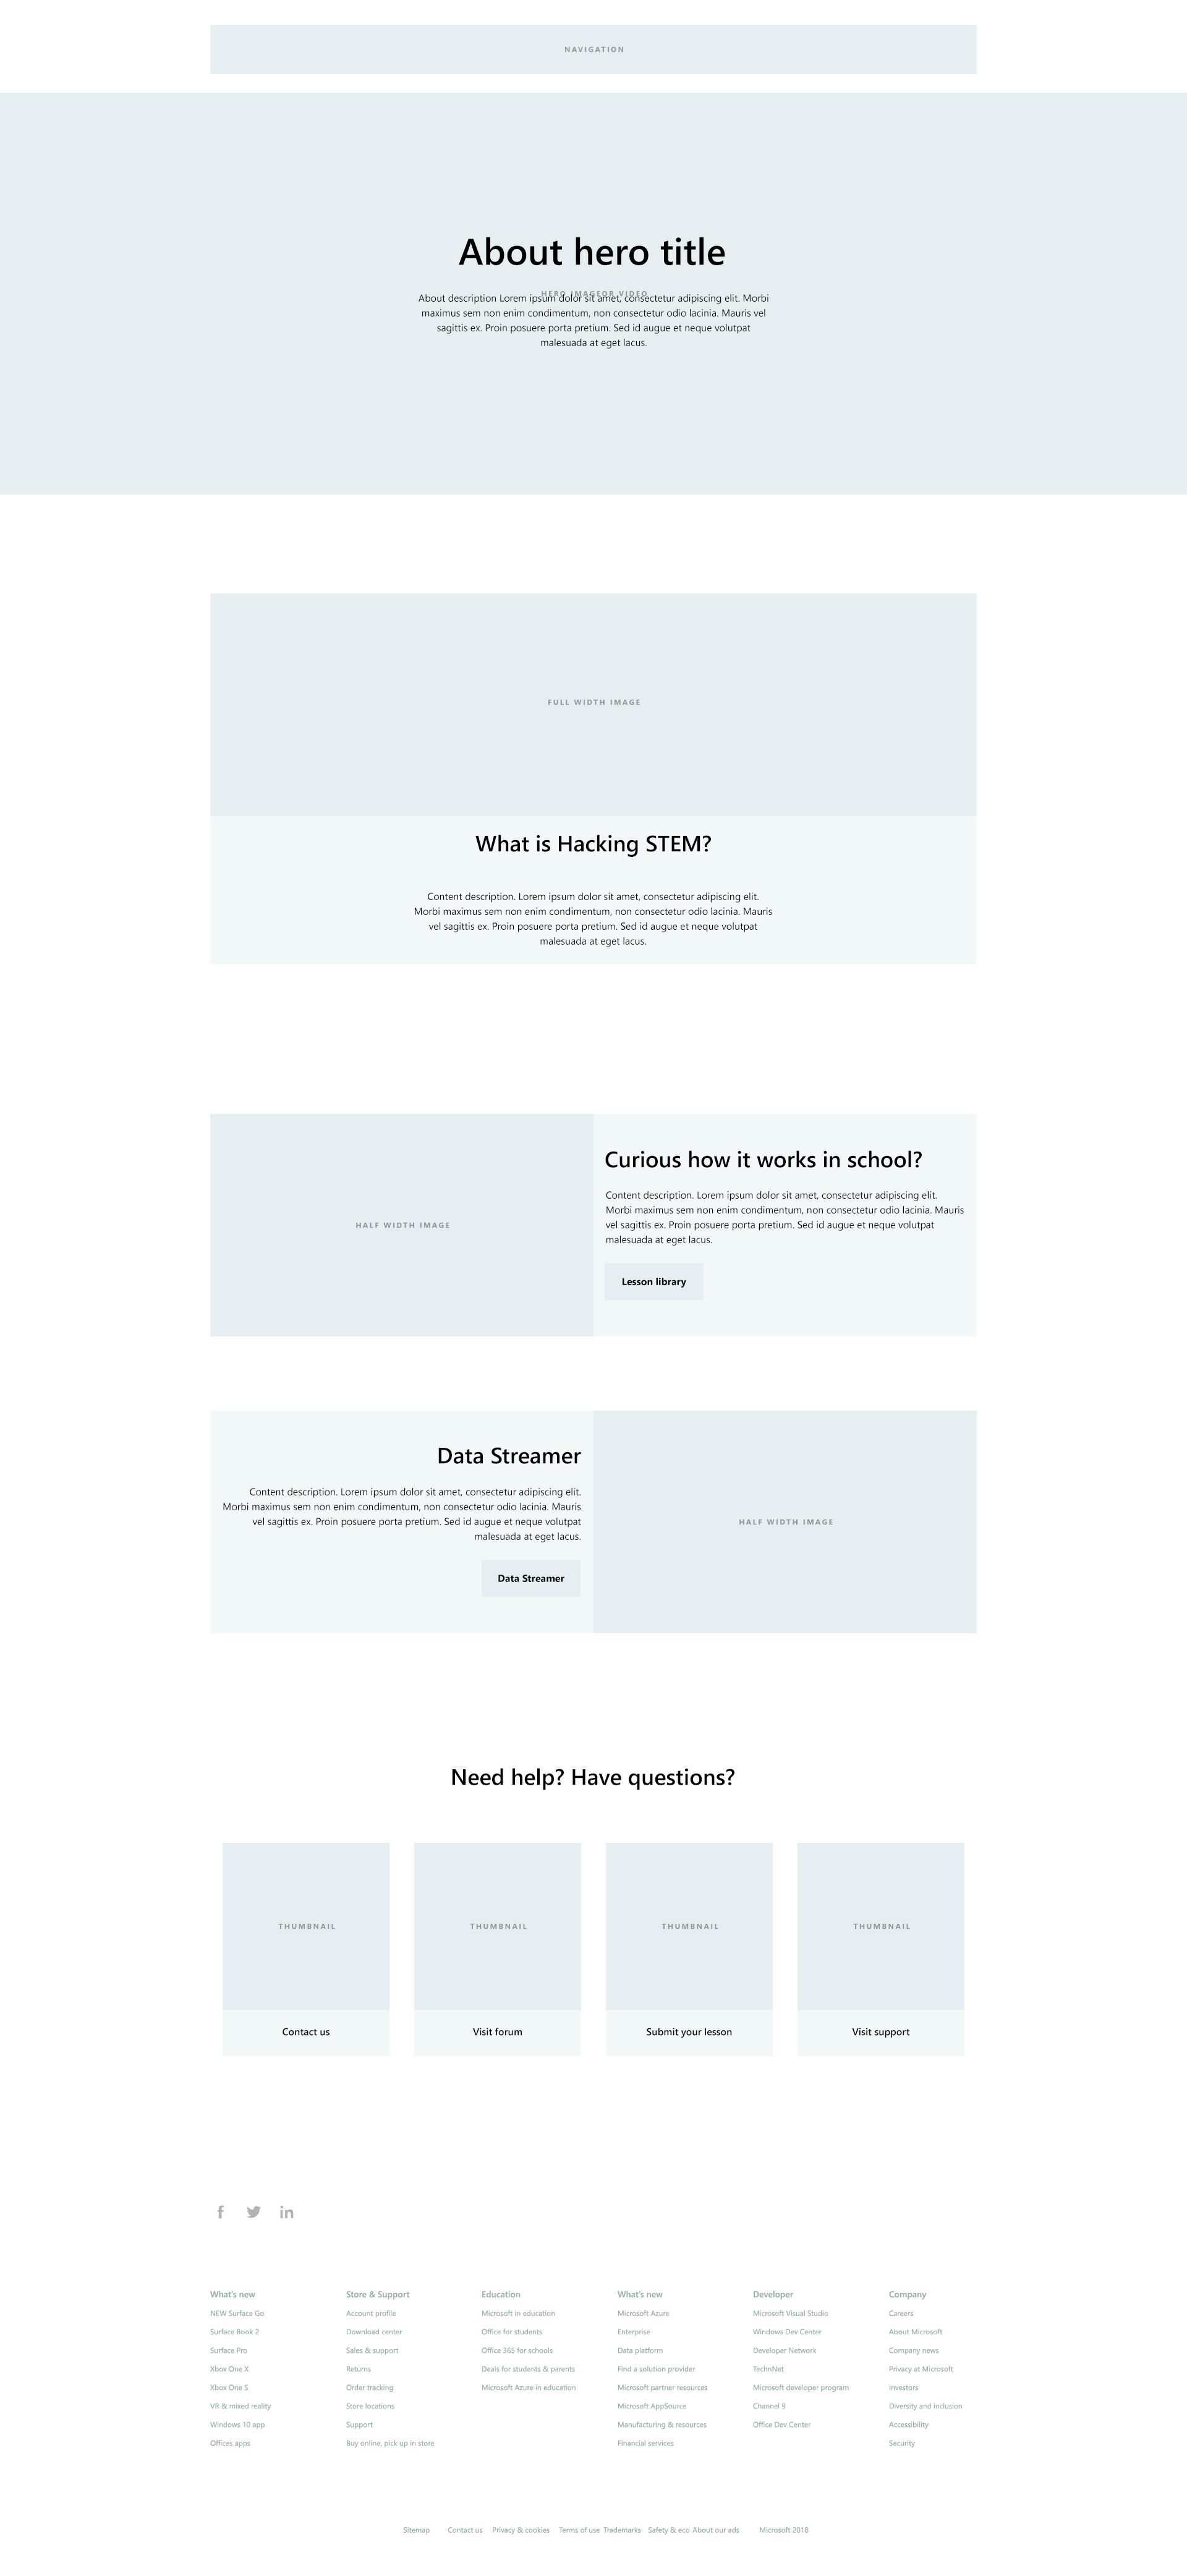 NAVIGATION
About hero title
HERO IMAGEOR VIDEO
About description Lorem ipsum dolor sit amet, consectetur adipiscing elit. Morbi
maximus sem non enim condimentum, non consectetur odio lacinia. Mauris vel
sagittis ex. Proin posuere porta pretium. Sed id augue et neque volutpat
malesuada at eget lacus.
FULL WIDTH IMAGE
What is Hacking STEM?
Content description. Lorem ipsum dolor sit amet, consectetur adipiscing elit.
Morbi maximus sem non enim condimentum, non consectetur odio lacinia. Mauris
vel sagittis ex. Proin posuere porta pretium. Sed id augue et neque volutpat
malesuada at eget lacus.
HALF WIDTH IMAGE
Curious how it works in school?
Content description. Lorem ipsum dolor sit amet, consectetur adipiscing elit.
Morbi maximus sem non enim condimentum, non consectetur odio lacinia. Mauris
vel sagittis ex. Proin posuere porta pretium. Sed id augue et neque volutpat
malesuada at eget lacus.
Lesson library
Data Streamer
Content description. Lorem ipsum dolor sit amet, consectetur adipiscing elit.
Morbi maximus sem non enim condimentum, non consectetur odio lacinia. Mauris
vel sagittis ex. Proin posuere porta pretium. Sed id augue et neque volutpat
malesuada at eget lacus.
Data Streamer
HALF WIDTH IMAGE
Need help? Have questions?
THUMBNAIL
Contact us
THUMBNAIL
Visit forum
THUMBNAIL
Submit your lesson
THUMBNAIL
Visit support
What's new
NEW Surface Go
Surface Book 2
Surface Pro
Xbox One X
Xbox One S
VR & mixed reality
Windows 10 app
Offices apps
Store & Support
Account profile
Download center
Sales & support
Returns
Order tracking
Store locations
Support
Buy online, pick up in store
Education
Microsoft in education
Office for students
Office 365 for schools
Deals for students & parents
Microsoft Azure in education
What's new
Microsoft Azure
Enterprise
Data platform
Find a solution provider
Microsoft partner resources
Microsoft AppSource
Manufacturing & resources
Financial services
Developer
Microsoft Visual Studio
Windows Dev Center
Developer Network
TechnNet
Microsoft developer program
Channel 9
Office Dev Center
Company
Careers
About Microsoft
Company news
Privacy at Microsoft
Investors
Diversity and inclusion
Accessibility
Security
Sitemap Contact us Privacy & cookies Terms of use Trademarks Safety & eco About our ads Microsoft 2018